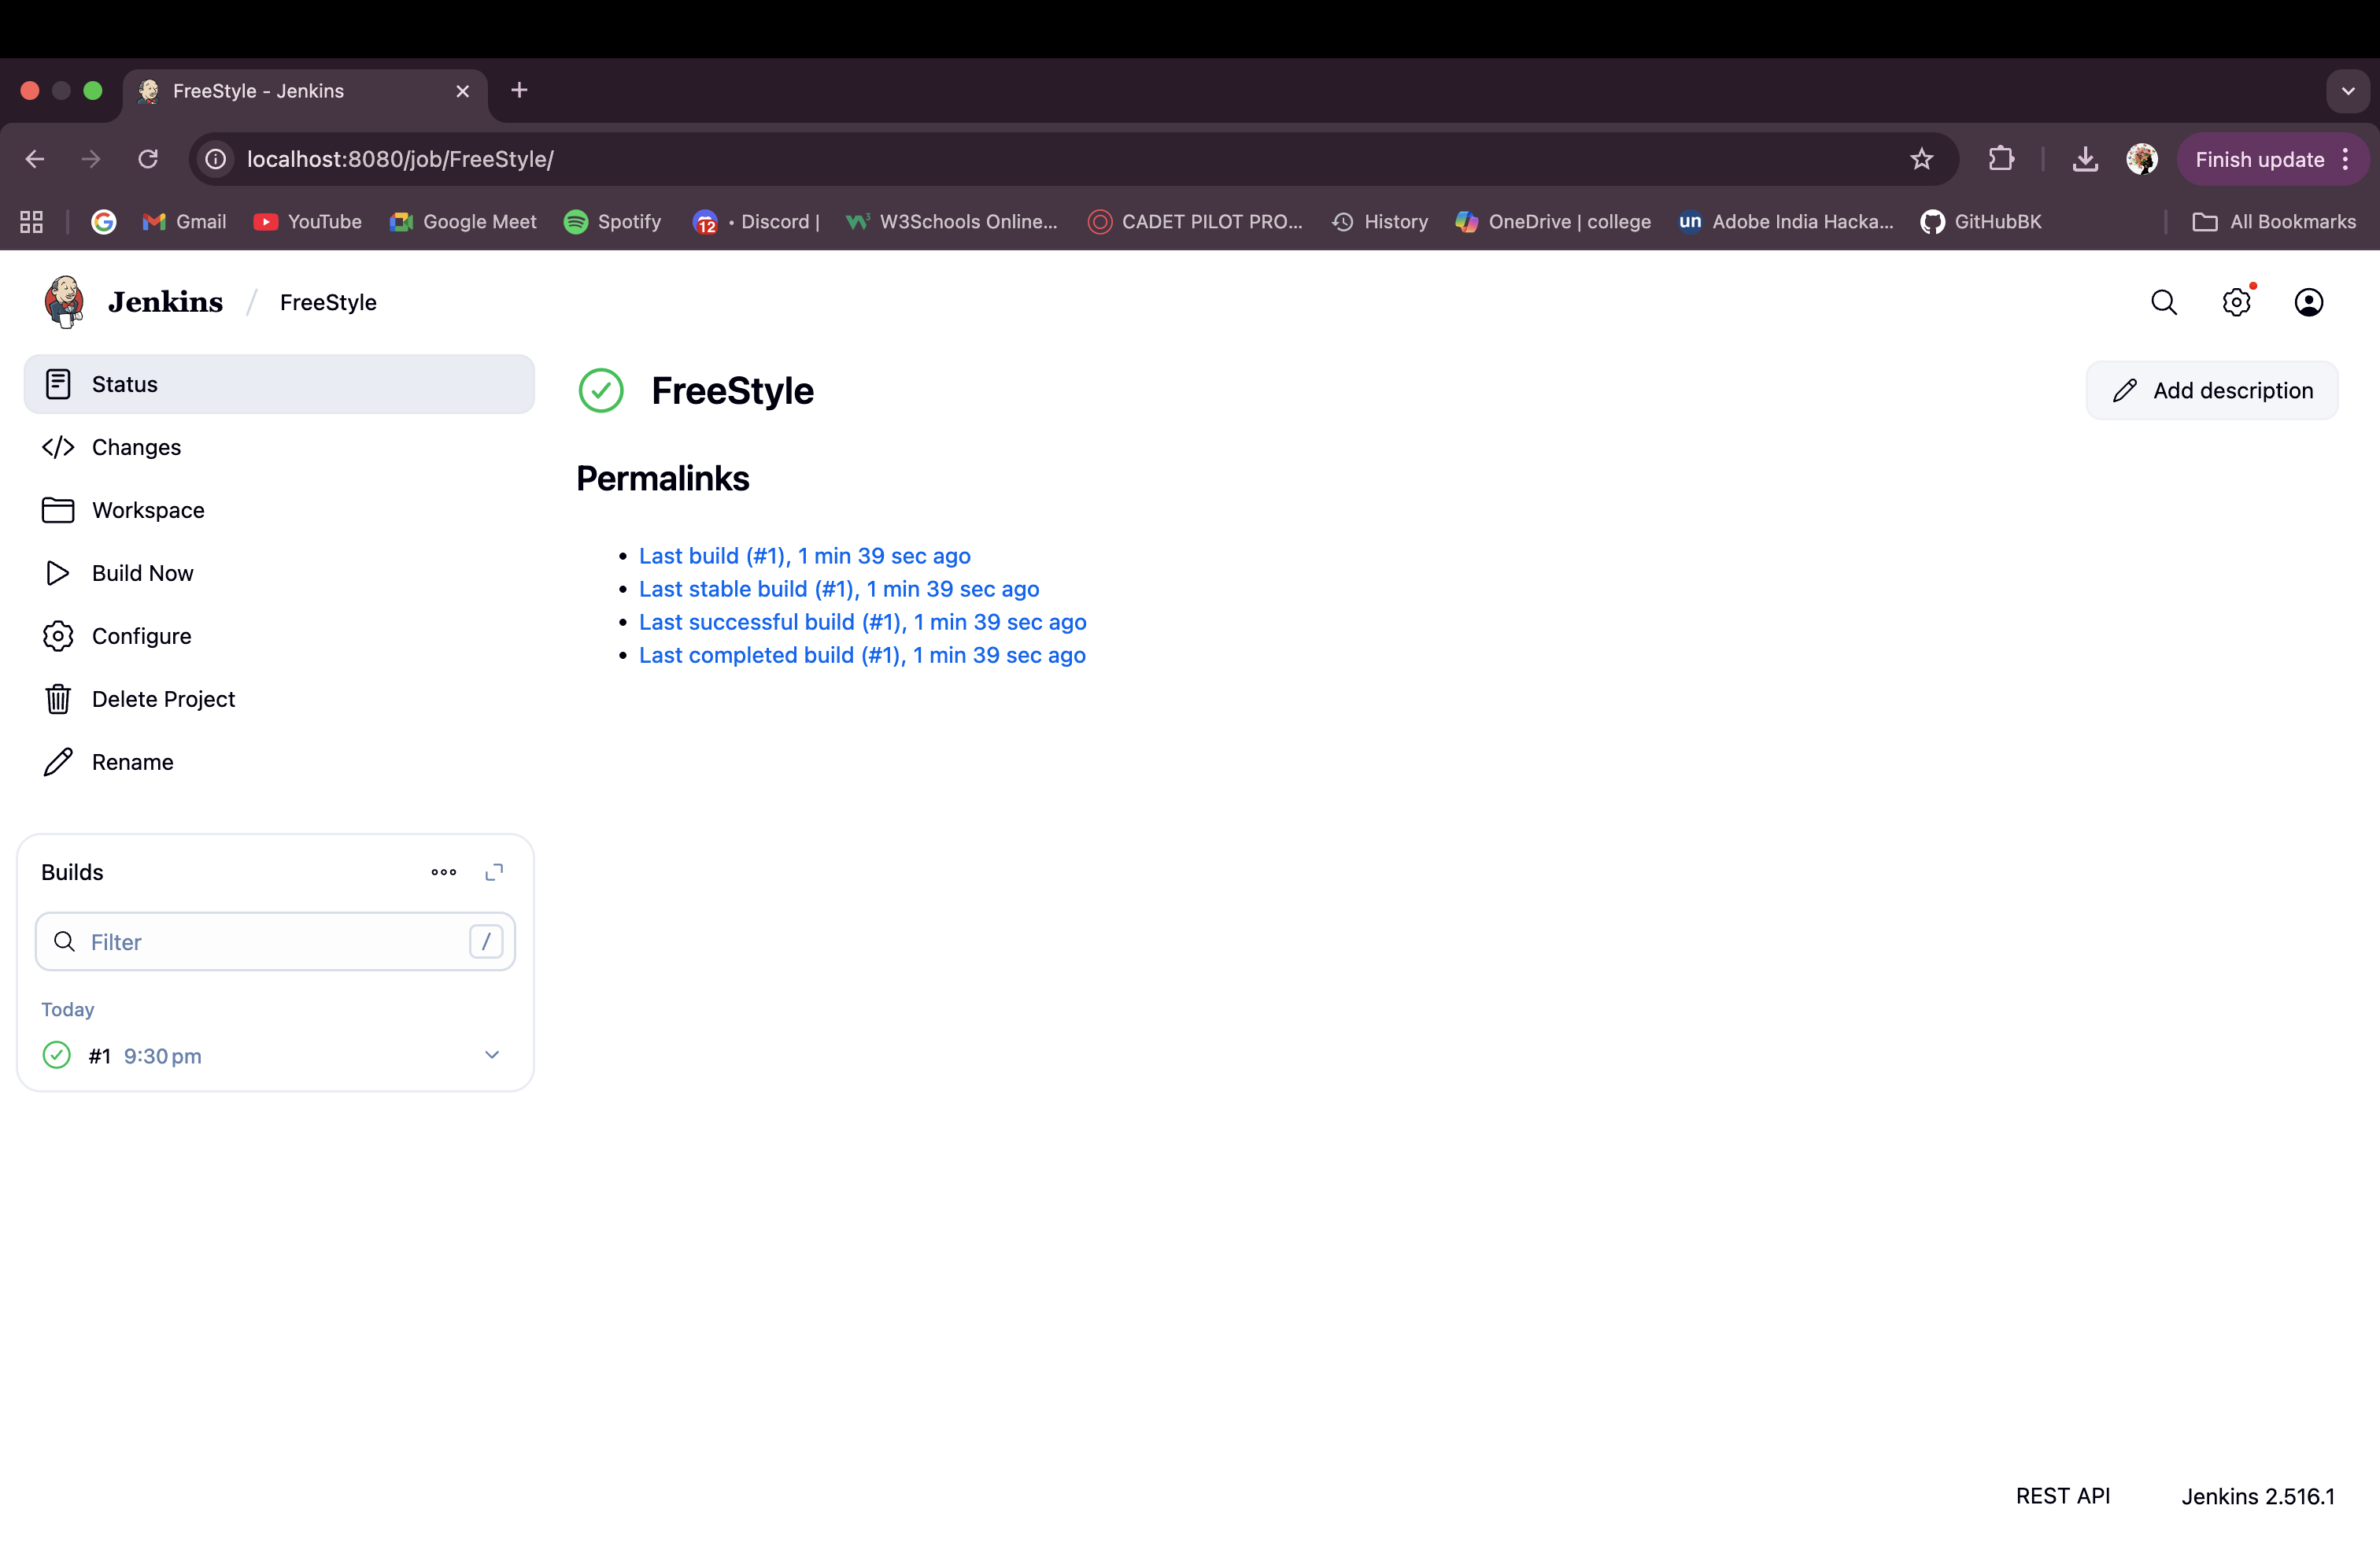 FreeStyle - Jenkins
localhost:8080/job/FreeStyle/
Finish update
Gmail
YouTube
Google Meet
Spotify
12
• Discord |
W3Schools Online...
CADET PILOT PRO...
History
OneDrive | college
un
Adobe India Hacka...
GitHubBK
All Bookmarks
Jenkins / FreeStyle
Status
Changes
Workspace
Build Now
Configure
Delete Project
Rename
Builds
Filter
/
Today
#1 9:30 pm
FreeStyle
Add description
Permalinks
• Last build (#1), 1 min 39 sec ago
• Last stable build (#1), 1 min 39 sec ago
• Last successful build (#1), 1 min 39 sec ago
• Last completed build (#1), 1 min 39 sec ago
REST API
Jenkins 2.516.1